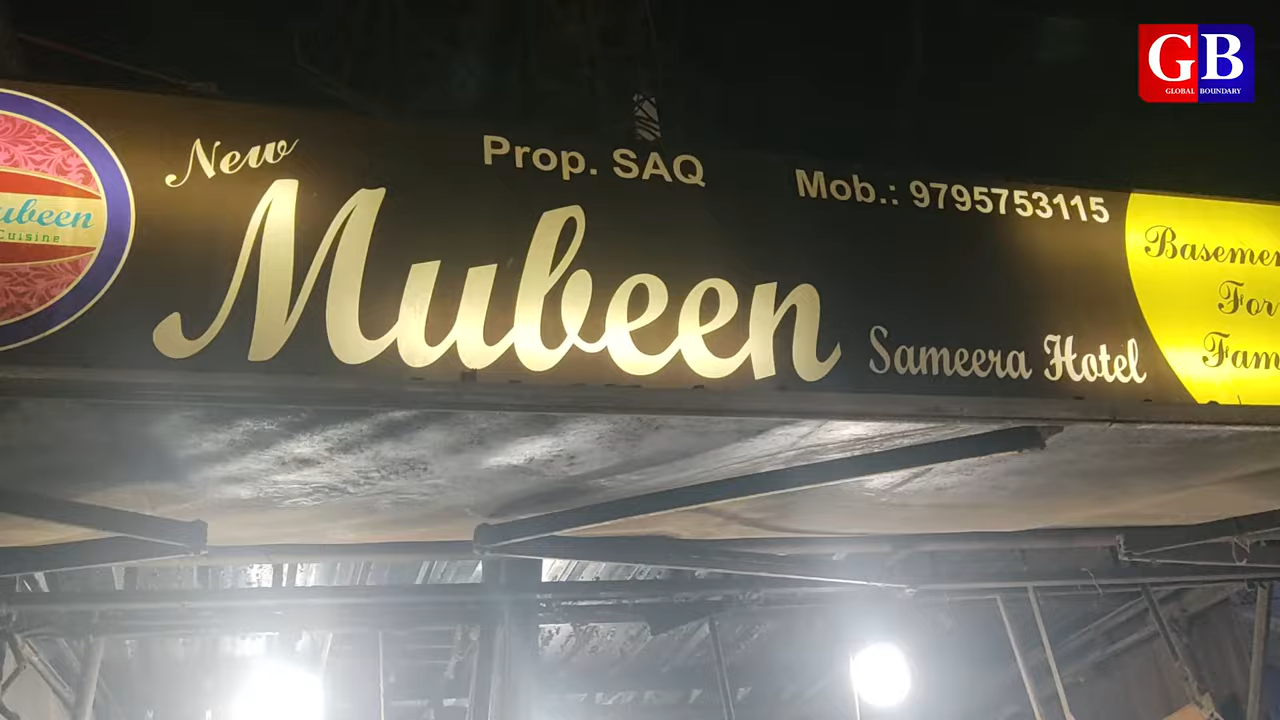 GB
GLOBAL BOUNDARY
New
Prop. SAQ
Mob.: 9795753115
Mubeen
Sameera Hotel
ubeen
Cuisine
Basemen
For
Fam